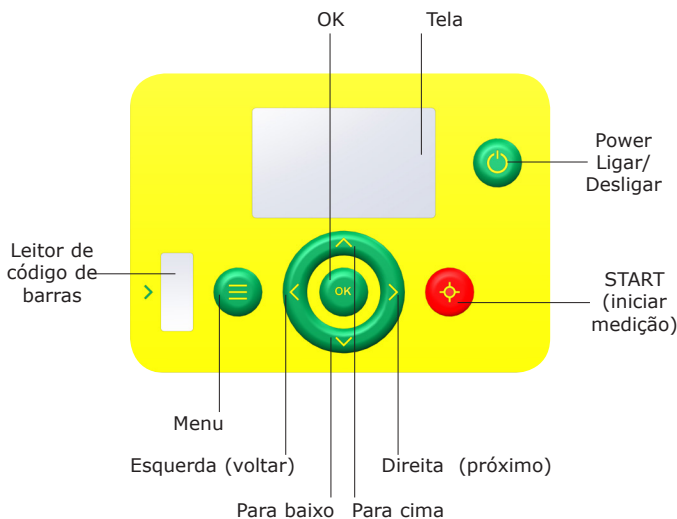 OK
Tela
Power
Ligar/
Desligar
Leitor de
código de
barras
OK
START
(iniciar
medição)
Menu
Esquerda (voltar)
Direita (próximo)
Para baixo
Para cima